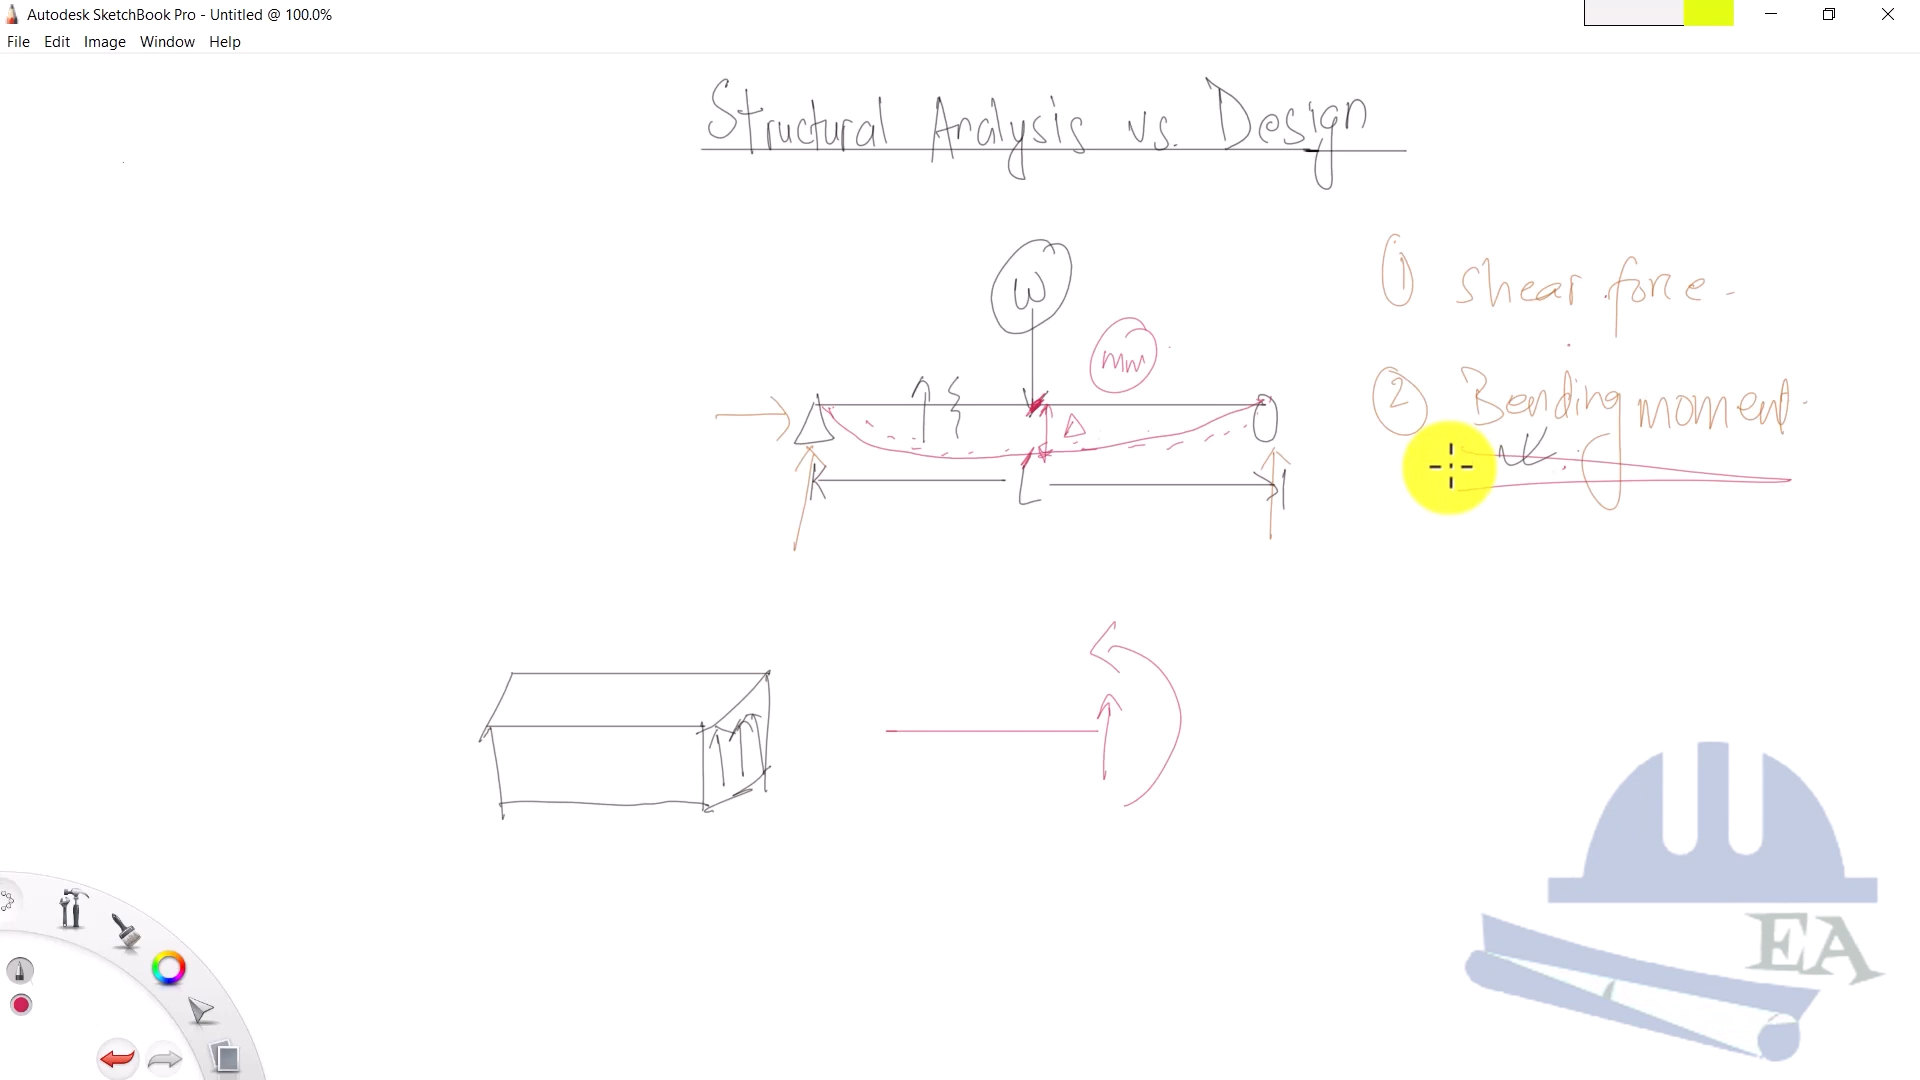 Autodesk SketchBook Pro - Untitled @ 100.0%
File Edit Image Window Help
Structural Analysis vs. Design
W
① shear force.
mm
② Bending moment.
Δ
L
EA